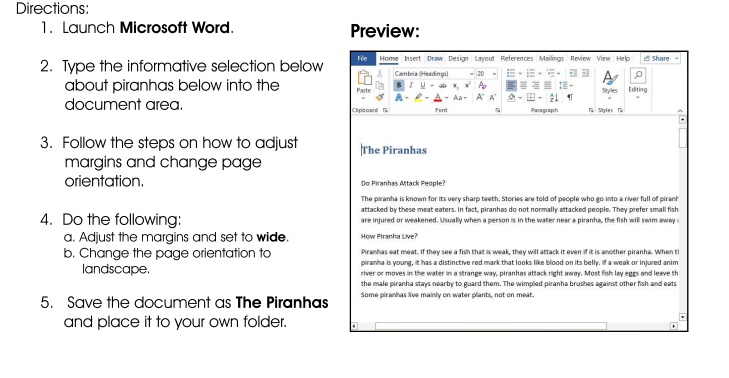 Directions:
1. Launch Microsoft Word.
2. Type the informative selection below
about piranhas below into the
document area.
3. Follow the steps on how to adjust
margins and change page
orientation.
4. Do the following:
a. Adjust the margins and set to wide.
b. Change the page orientation to
landscape.
5. Save the document as The Piranhas
and place it to your own folder.
Preview:
File Home Insert Draw Design Layout References Mailings Review View Help Share
Cambria (Headings) 20
Paste
B I U ab x₂ x² A
A A Aa A A
Styles Editing
Clipboard Font Paragraph Styles
The Piranhas
Do Piranhas Attack People?
The piranha is known for its very sharp teeth. Stories are told of people who go into a river full of piranh
attacked by these meat eaters. In fact, piranhas do not normally attacked people. They prefer small fish
are injured or weakened. Usually when a person is in the water near a piranha, the fish will swim away
How Piranha Live?
Piranhas eat meat. If they see a fish that is weak, they will attack it even if it is another piranha. When t
piranha is young, it has a distinctive red mark that looks like blood on its belly. If a weak or injured anim
river or moves in the water in a strange way, piranhas attack right away. Most fish lay eggs and leave th
the male piranha stays nearby to guard them. The wimpled piranha brushes against other fish and eats
Some piranhas live mainly on water plants, not on meat.